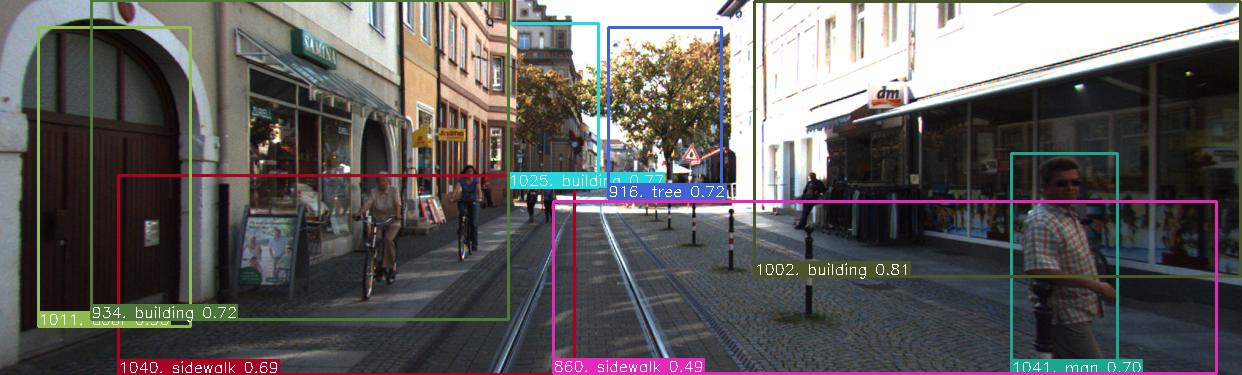 SAMINA
dm
1025. building 0.77
916. tree 0.72
1002. building 0.81
934. building 0.72
1040. sidewalk 0.69
860. sidewalk 0.49
1041. man 0.70